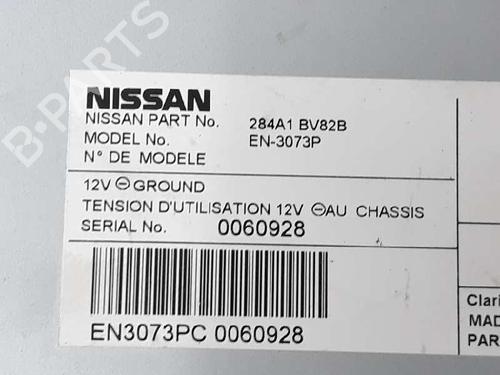 B-PARTS
NISSAN
NISSAN PART No. 284A1 BV82B
MODEL No. EN-3073P
N° DE MODELE
12V ⊖ GROUND
TENSION D'UTILISATION 12V ⊖AU CHASSIS
SERIAL No. 0060928
EN3073PC 0060928
Clari
MAD
PAR